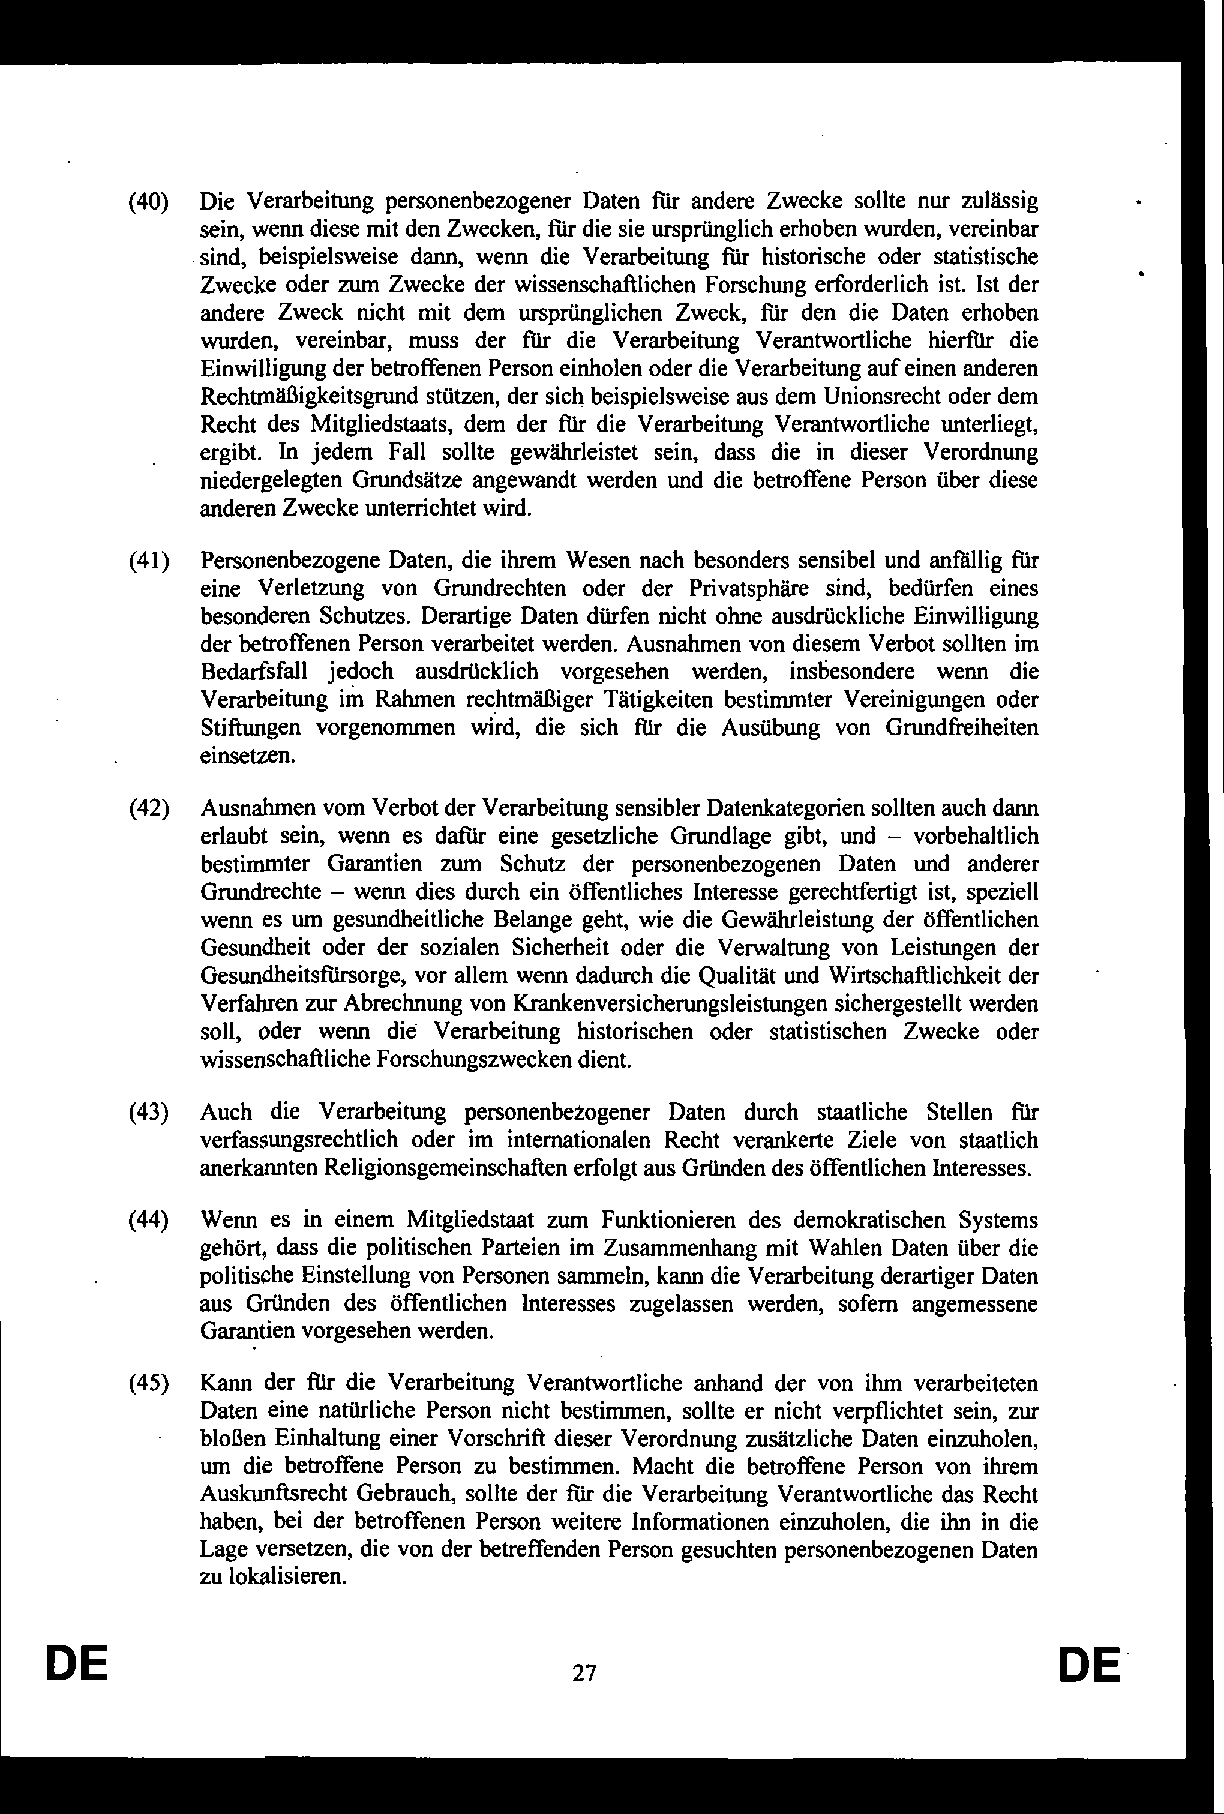 (40) Die Verarbeitung personenbezogener Daten für andere Zwecke sollte nur zulässig
sein, wenn diese mit den Zwecken, für die sie ursprünglich erhoben wurden, vereinbar
sind, beispielsweise dann, wenn die Verarbeitung für historische oder statistische
Zwecke oder zum Zwecke der wissenschaftlichen Forschung erforderlich ist. Ist der
andere Zweck nicht mit dem ursprünglichen Zweck, für den die Daten erhoben
wurden, vereinbar, muss der für die Verarbeitung Verantwortliche hierfür die
Einwilligung der betroffenen Person einholen oder die Verarbeitung auf einen anderen
Rechtmäßigkeitsgrund stützen, der sich beispielsweise aus dem Unionsrecht oder dem
Recht des Mitgliedstaats, dem der für die Verarbeitung Verantwortliche unterliegt,
ergibt. In jedem Fall sollte gewährleistet sein, dass die in dieser Verordnung
niedergelegten Grundsätze angewandt werden und die betroffene Person über diese
anderen Zwecke unterrichtet wird.
(41) Personenbezogene Daten, die ihrem Wesen nach besonders sensibel und anfällig für
eine Verletzung von Grundrechten oder der Privatsphäre sind, bedürfen eines
besonderen Schutzes. Derartige Daten dürfen nicht ohne ausdrückliche Einwilligung
der betroffenen Person verarbeitet werden. Ausnahmen von diesem Verbot sollten im
Bedarfsfall jedoch ausdrücklich vorgesehen werden, insbesondere wenn die
Verarbeitung im Rahmen rechtmäßiger Tätigkeiten bestimmter Vereinigungen oder
Stiftungen vorgenommen wird, die sich für die Ausübung von Grundfreiheiten
einsetzen.
(42) Ausnahmen vom Verbot der Verarbeitung sensibler Datenkategorien sollten auch dann
erlaubt sein, wenn es dafür eine gesetzliche Grundlage gibt, und – vorbehaltlich
bestimmter Garantien zum Schutz der personenbezogenen Daten und anderer
Grundrechte – wenn dies durch ein öffentliches Interesse gerechtfertigt ist, speziell
wenn es um gesundheitliche Belange geht, wie die Gewährleistung der öffentlichen
Gesundheit oder der sozialen Sicherheit oder die Verwaltung von Leistungen der
Gesundheitsfürsorge, vor allem wenn dadurch die Qualität und Wirtschaftlichkeit der
Verfahren zur Abrechnung von Krankenversicherungsleistungen sichergestellt werden
soll, oder wenn die Verarbeitung historischen oder statistischen Zwecke oder
wissenschaftliche Forschungszwecken dient.
(43) Auch die Verarbeitung personenbezogener Daten durch staatliche Stellen für
verfassungsrechtlich oder im internationalen Recht verankerte Ziele von staatlich
anerkannten Religionsgemeinschaften erfolgt aus Gründen des öffentlichen Interesses.
(44) Wenn es in einem Mitgliedstaat zum Funktionieren des demokratischen Systems
gehört, dass die politischen Parteien im Zusammenhang mit Wahlen Daten über die
politische Einstellung von Personen sammeln, kann die Verarbeitung derartiger Daten
aus Gründen des öffentlichen Interesses zugelassen werden, sofern angemessene
Garantien vorgesehen werden.
(45) Kann der für die Verarbeitung Verantwortliche anhand der von ihm verarbeiteten
Daten eine natürliche Person nicht bestimmen, sollte er nicht verpflichtet sein, zur
bloßen Einhaltung einer Vorschrift dieser Verordnung zusätzliche Daten einzuholen,
um die betroffene Person zu bestimmen. Macht die betroffene Person von ihrem
Auskunftsrecht Gebrauch, sollte der für die Verarbeitung Verantwortliche das Recht
haben, bei der betroffenen Person weitere Informationen einzuholen, die ihn in die
Lage versetzen, die von der betreffenden Person gesuchten personenbezogenen Daten
zu lokalisieren.
DE 27 DE